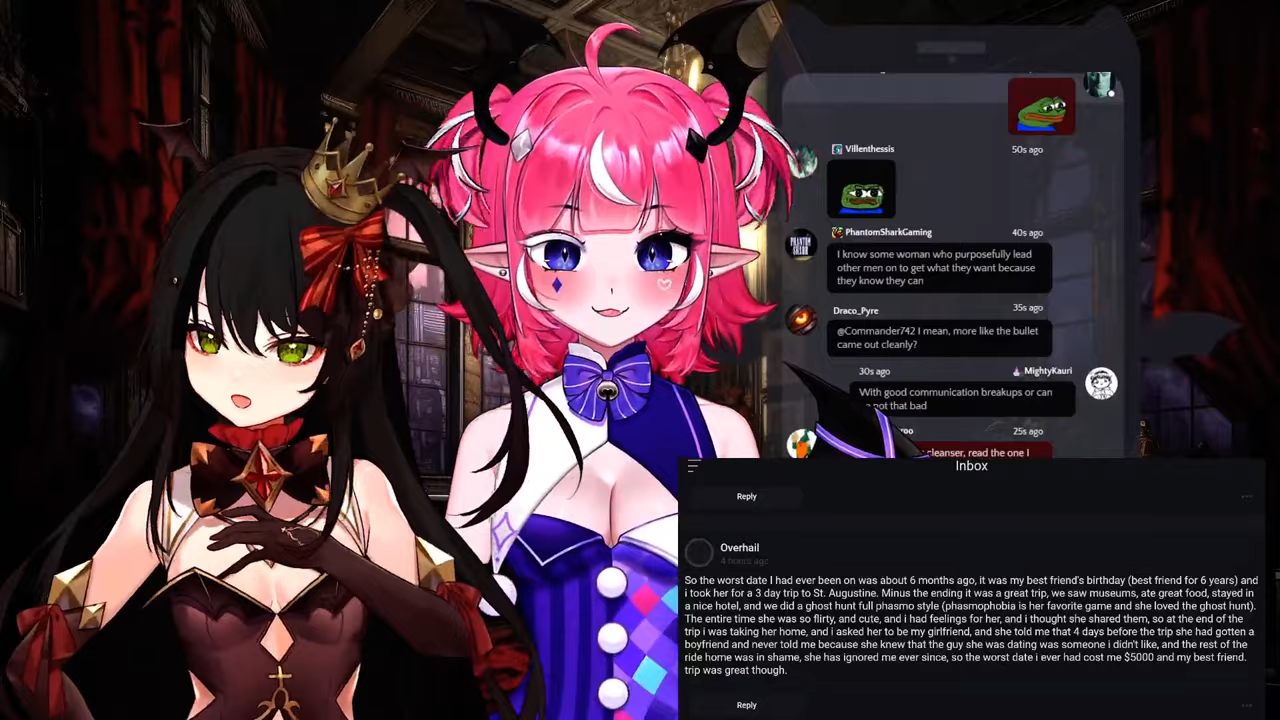 Villenthessis
50s ago
PHANTOM
SHARK
PhantomSharkGaming
40s ago
I know some woman who purposefully lead
other men on to get what they want because
they know they can
Draco_Pyre
35s ago
@Commander742 I mean, more like the bullet
came out cleanly?
30s ago
MightyKauri
With good communication breakups or can
not that bad
25s ago
cleanser, read the one I
Inbox
Reply
Overhail
4 hours ago
So the worst date I had ever been on was about 6 months ago, it was my best friend's birthday (best friend for 6 years) and
i took her for a 3 day trip to St. Augustine. Minus the ending it was a great trip, we saw museums, ate great food, stayed in
a nice hotel, and we did a ghost hunt full phasmo style (phasmophobia is her favorite game and she loved the ghost hunt).
The entire time she was so flirty, and cute, and i had feelings for her, and i thought she shared them, so at the end of the
trip i was taking her home, and i asked her to be my girlfriend, and she told me that 4 days before the trip she had gotten a
boyfriend and never told me because she knew that the guy she was dating was someone i didn't like, and the rest of the
ride home was in shame, she has ignored me ever since, so the worst date i ever had cost me $5000 and my best friend.
trip was great though.
Reply